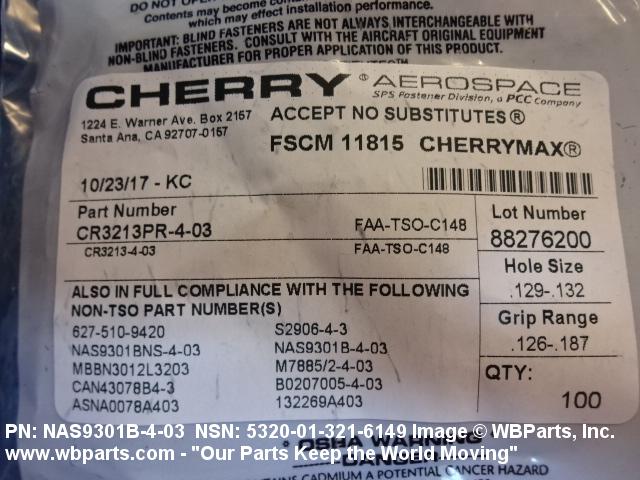 DO NOT
Contents may become
which may effect installation performance.
IMPORTANT: BLIND FASTENERS ARE NOT ALWAYS INTERCHANGEABLE WITH
NON-BLIND FASTENERS. CONSULT WITH THE AIRCRAFT ORIGINAL EQUIPMENT
MANUFACTURER FOR PROPER APPLICATION OF THIS PRODUCT.
CHERRY ® AEROSPACE
SPS Fastener Division, a PCC Company
1224 E. Warner Ave. Box 2157
Santa Ana, CA 92707-0157
ACCEPT NO SUBSTITUTES®
FSCM 11815 CHERRYMAX®
10/23/17 - KC
Part Number
CR3213PR-4-03 FAA-TSO-C148
CR3213-4-03 FAA-TSO-C148
Lot Number
88276200
Hole Size
.129-.132
Grip Range
.126-.187
QTY:
100
ALSO IN FULL COMPLIANCE WITH THE FOLLOWING
NON-TSO PART NUMBER(S)
627-510-9420 S2906-4-3
NAS9301BNS-4-03 NAS9301B-4-03
MBBN3012L3203 M7885/2-4-03
CAN43078B4-3 B0207005-4-03
ASNA0078A403 132269A403
PN: NAS9301B-4-03 NSN: 5320-01-321-6149 Image © WBParts, Inc.
OSHA WARNING
www.wbparts.com - "Our Parts Keep the World Moving"
CADMIUM A POTENTIAL CANCER HAZARD